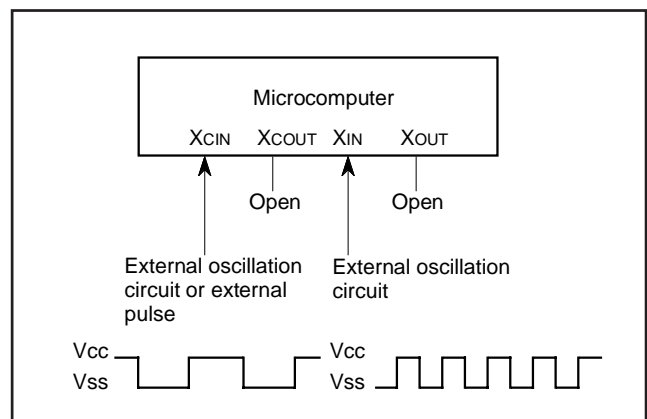 Microcomputer
XCIN XCOUT XIN XOUT
Open Open
External oscillation
circuit or external
pulse
External oscillation
circuit
Vcc
Vss
Vcc
Vss